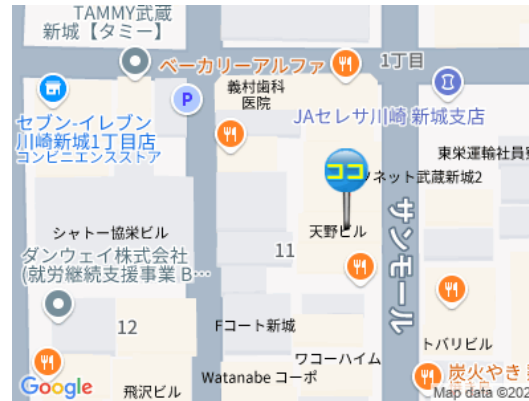 TAMMY武蔵
新城【タミー】
ベーカリーアルファ
1丁目
義村歯科
医院
P
セブン-イレブン
川崎新城1丁目店
コンビニエンスストア
JAセレサ川崎 新城支店
東栄運輸社員寮
ココ
ソネット武蔵新城2
シャトー協栄ビル
天野ビル
サンモール
ダンウェイ株式会社
(就労継続支援事業 B…
11
12
Fコート新城
トバリビル
ワコーハイム
炭火やき
Watanabe コーポ
飛沢ビル
Google
Map data ©202